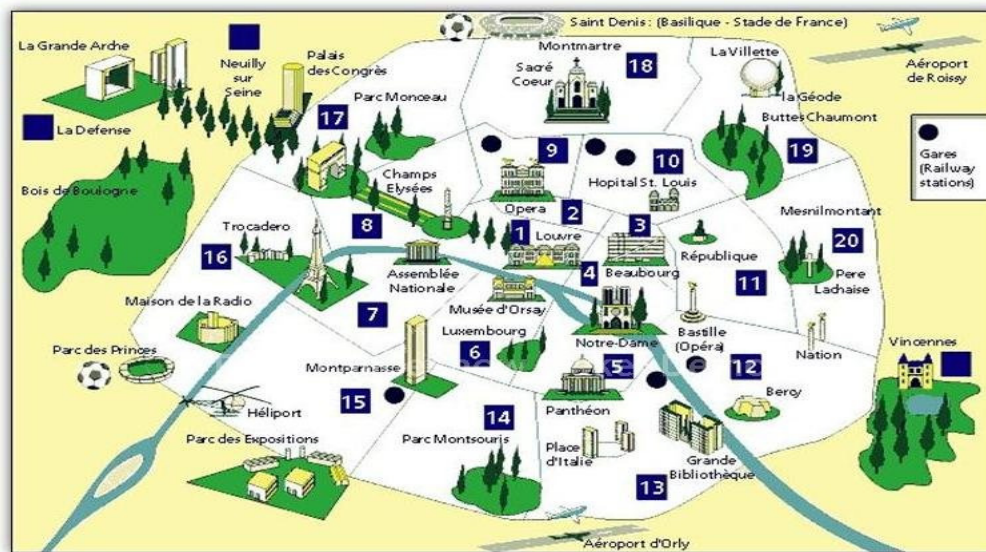 Saint Denis : (Basilique - Stade de France)
La Grande Arche
Neuilly
sur
Seine
Palais
des Congrès
Montmartre
18
Sacré
Coeur
La Villette
Aéroport
de Roissy
la Géode
La Defense
17
Parc Monceau
Buttes Chaumont
19
Gares
(Railway
stations)
9
10
Hopital St. Louis
Bois de Boulogne
Champs
Elysées
Opera
2
Mesnilmontant
Trocadero
8
1
Louvre
3
20
16
Assemblée
Nationale
4
Beaubourg
République
11
Pere
Lachaise
Maison de la Radio
7
Musée d'Orsay
Luxembourg
6
Notre-Dame
Bastille
(Opéra)
Nation
Parc des Princes
Montparnasse
5
12
Vincennes
Héliport
15
Panthéon
Bercy
14
Parc des Expositions
Parc Montsouris
Place
d'Italie
Grande
Bibliothèque
13
Aéroport d'Orly